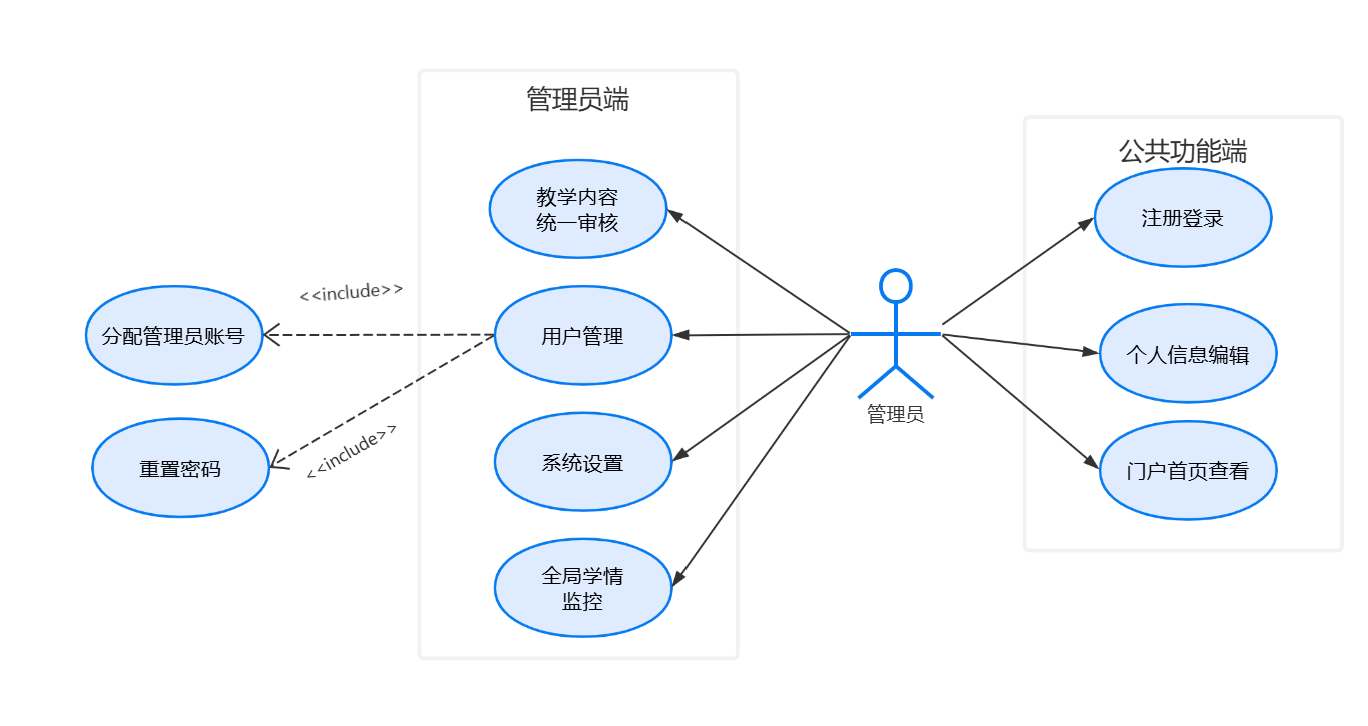 管理员端
教学内容
统一审核
用户管理
系统设置
全局学情
监控
<<include>>
分配管理员账号
<<include>>
重置密码
管理员
公共功能端
注册登录
个人信息编辑
门户首页查看